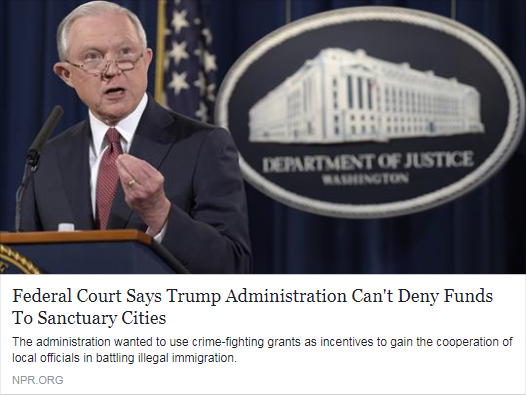 DEPARTMENT OF JUSTICE
WASHINGTON
Federal Court Says Trump Administration Can't Deny Funds
To Sanctuary Cities
The administration wanted to use crime-fighting grants as incentives to gain the cooperation of
local officials in battling illegal immigration.
NPR.ORG